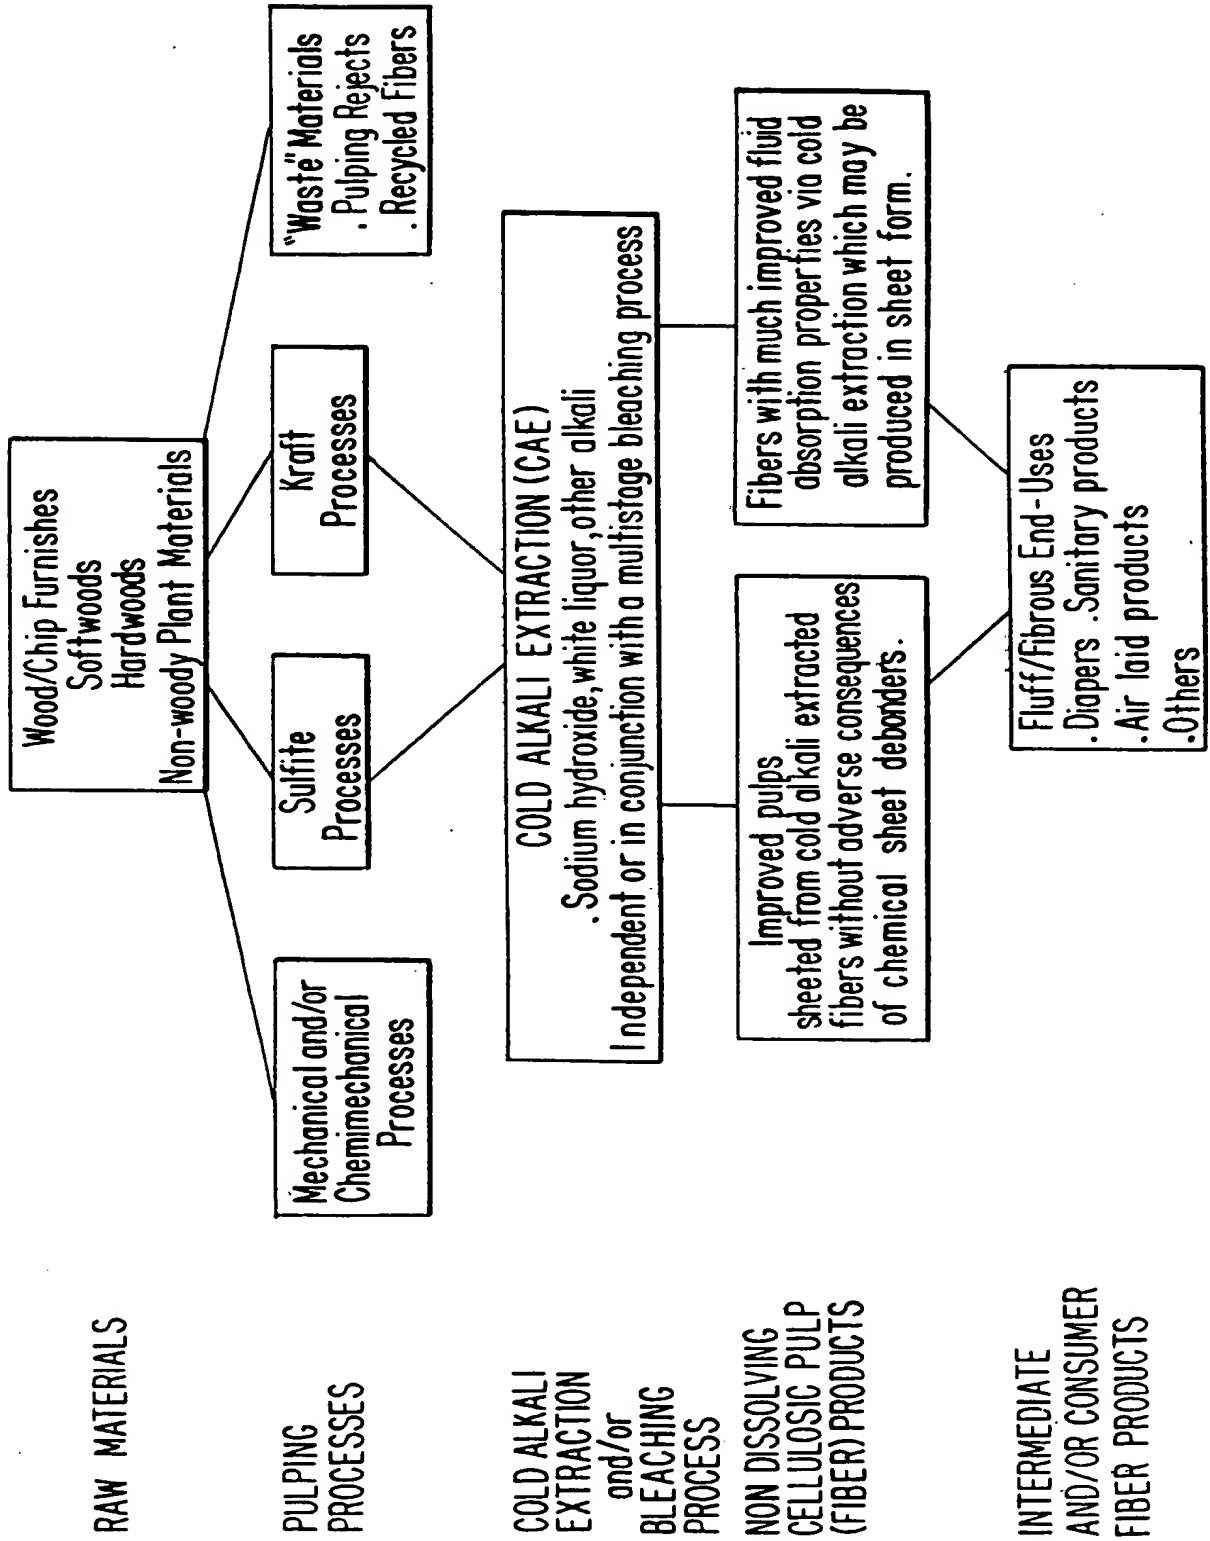 RAW MATERIALS
Wood/Chip Furnishes
Softwoods
Hardwoods
Non-woody Plant Materials
PULPING
PROCESSES
Mechanical and/or
Chemimechanical
Processes
Sulfite
Processes
Kraft
Processes
"Waste" Materials
. Pulping Rejects
. Recycled Fibers
COLD ALKALI
EXTRACTION
and/or
BLEACHING
PROCESS
COLD ALKALI EXTRACTION (CAE)
. Sodium hydroxide, white liquor, other alkali
Independent or in conjunction with a multistage bleaching process
NON DISSOLVING
CELLULOSIC PULP
(FIBER) PRODUCTS
Improved pulps
sheeted from cold alkali extracted
fibers without adverse consequences
of chemical sheet debonders.
Fibers with much improved fluid
absorption properties via cold
alkali extraction which may be
produced in sheet form.
INTERMEDIATE
AND/OR CONSUMER
FIBER PRODUCTS
Fluff/Fibrous End-Uses
. Diapers . Sanitary products
. Air laid products
. Others